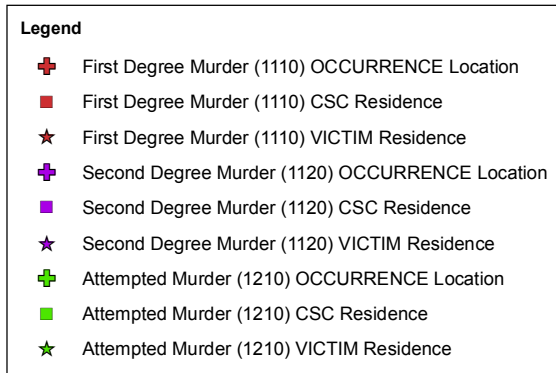 Legend
First Degree Murder (1110) OCCURRENCE Location
First Degree Murder (1110) CSC Residence
First Degree Murder (1110) VICTIM Residence
Second Degree Murder (1120) OCCURRENCE Location
Second Degree Murder (1120) CSC Residence
Second Degree Murder (1120) VICTIM Residence
Attempted Murder (1210) OCCURRENCE Location
Attempted Murder (1210) CSC Residence
Attempted Murder (1210) VICTIM Residence